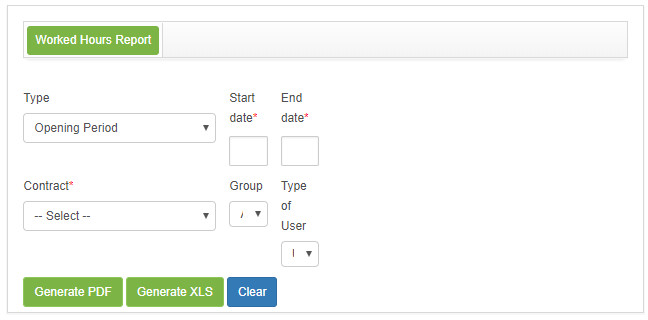 Worked Hours Report
Type
Start
date*
End
date*
Opening Period
Contract*
Group
Type
of
User
-- Select --
Generate PDF
Generate XLS
Clear